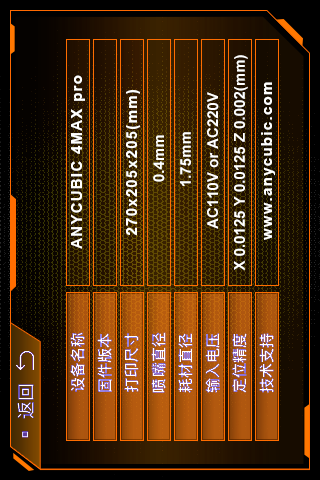 返回
设备名称 ANYCUBIC 4MAX pro
固件版本
打印尺寸 270x205x205(mm)
喷嘴直径 0.4mm
耗材直径 1.75mm
输入电压 AC110V or AC220V
定位精度 X 0.0125 Y 0.0125 Z 0.002(mm)
技术支持 www.anycubic.com